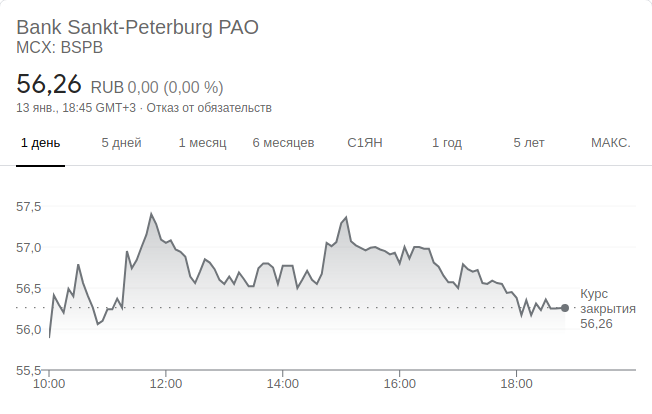 Bank Sankt-Peterburg PAO
MCX: BSPB
56,26 RUB 0,00 (0,00 %)
13 янв., 18:45 GMT+3 · Отказ от обязательств
1 день 5 дней 1 месяц 6 месяцев С1ЯН 1 год 5 лет МАКС.
57,5
57,0
56,5
56,0
55,5
Курс
закрытия
56,26
10:00 12:00 14:00 16:00 18:00